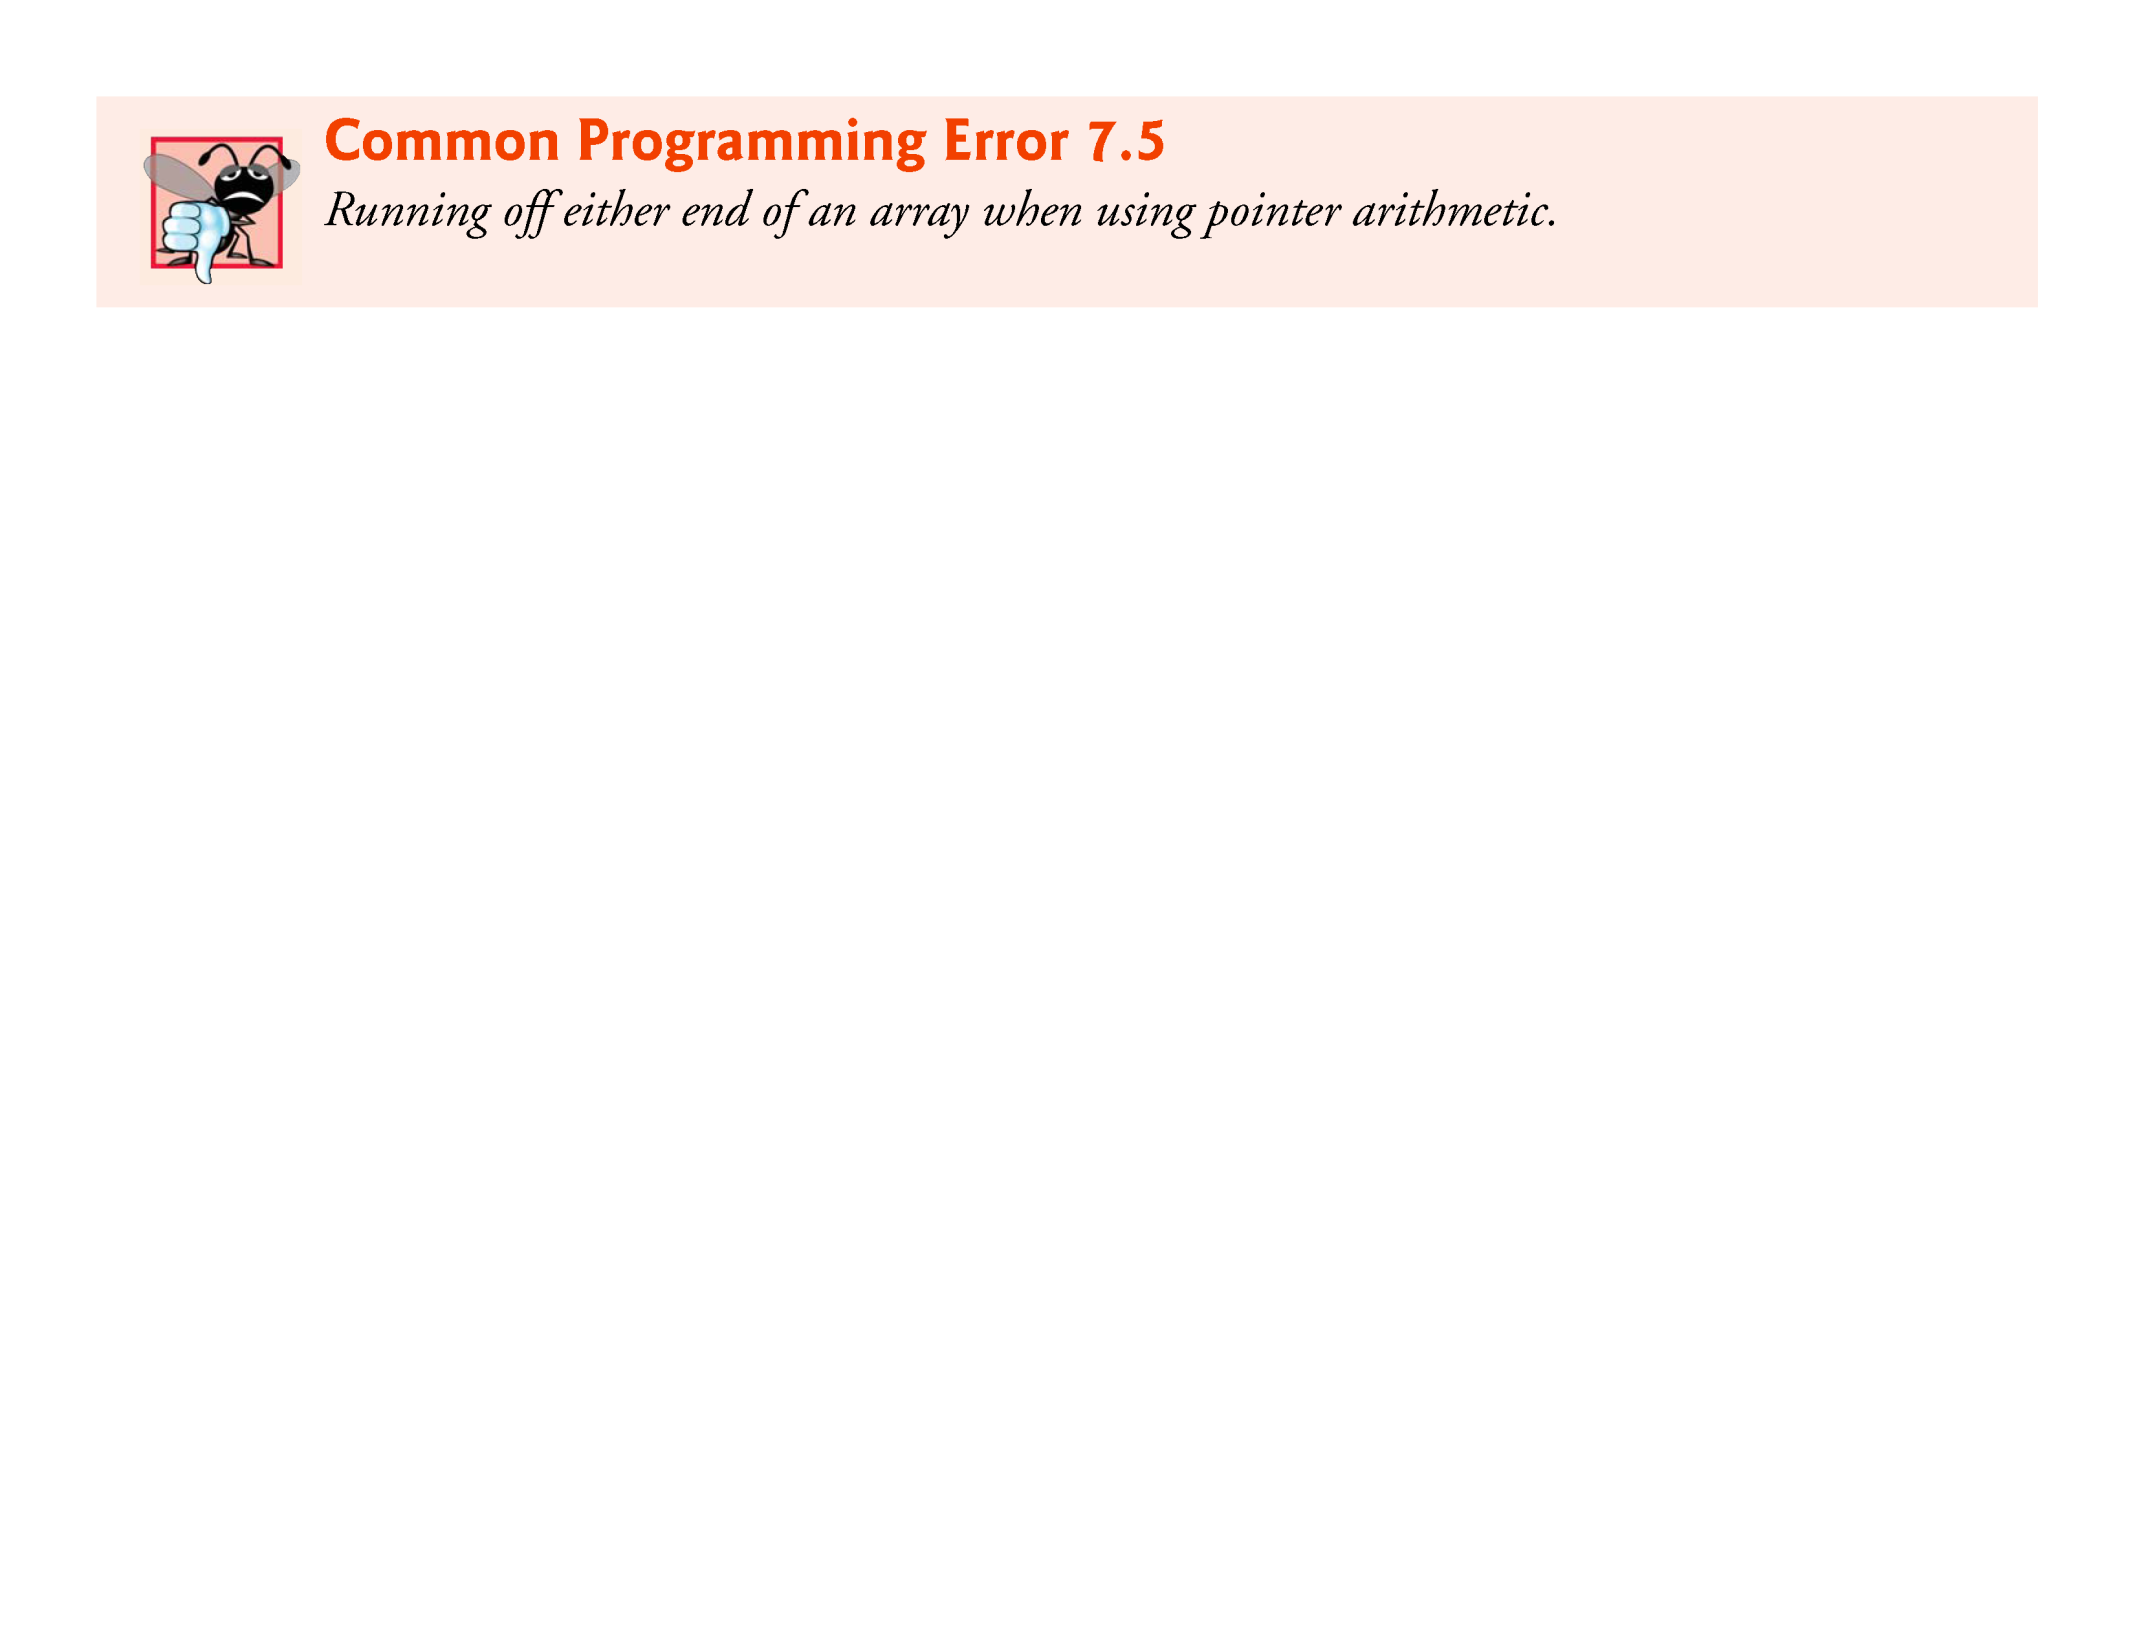 Common Programming Error 7.5
Running off either end of an array when using pointer arithmetic.